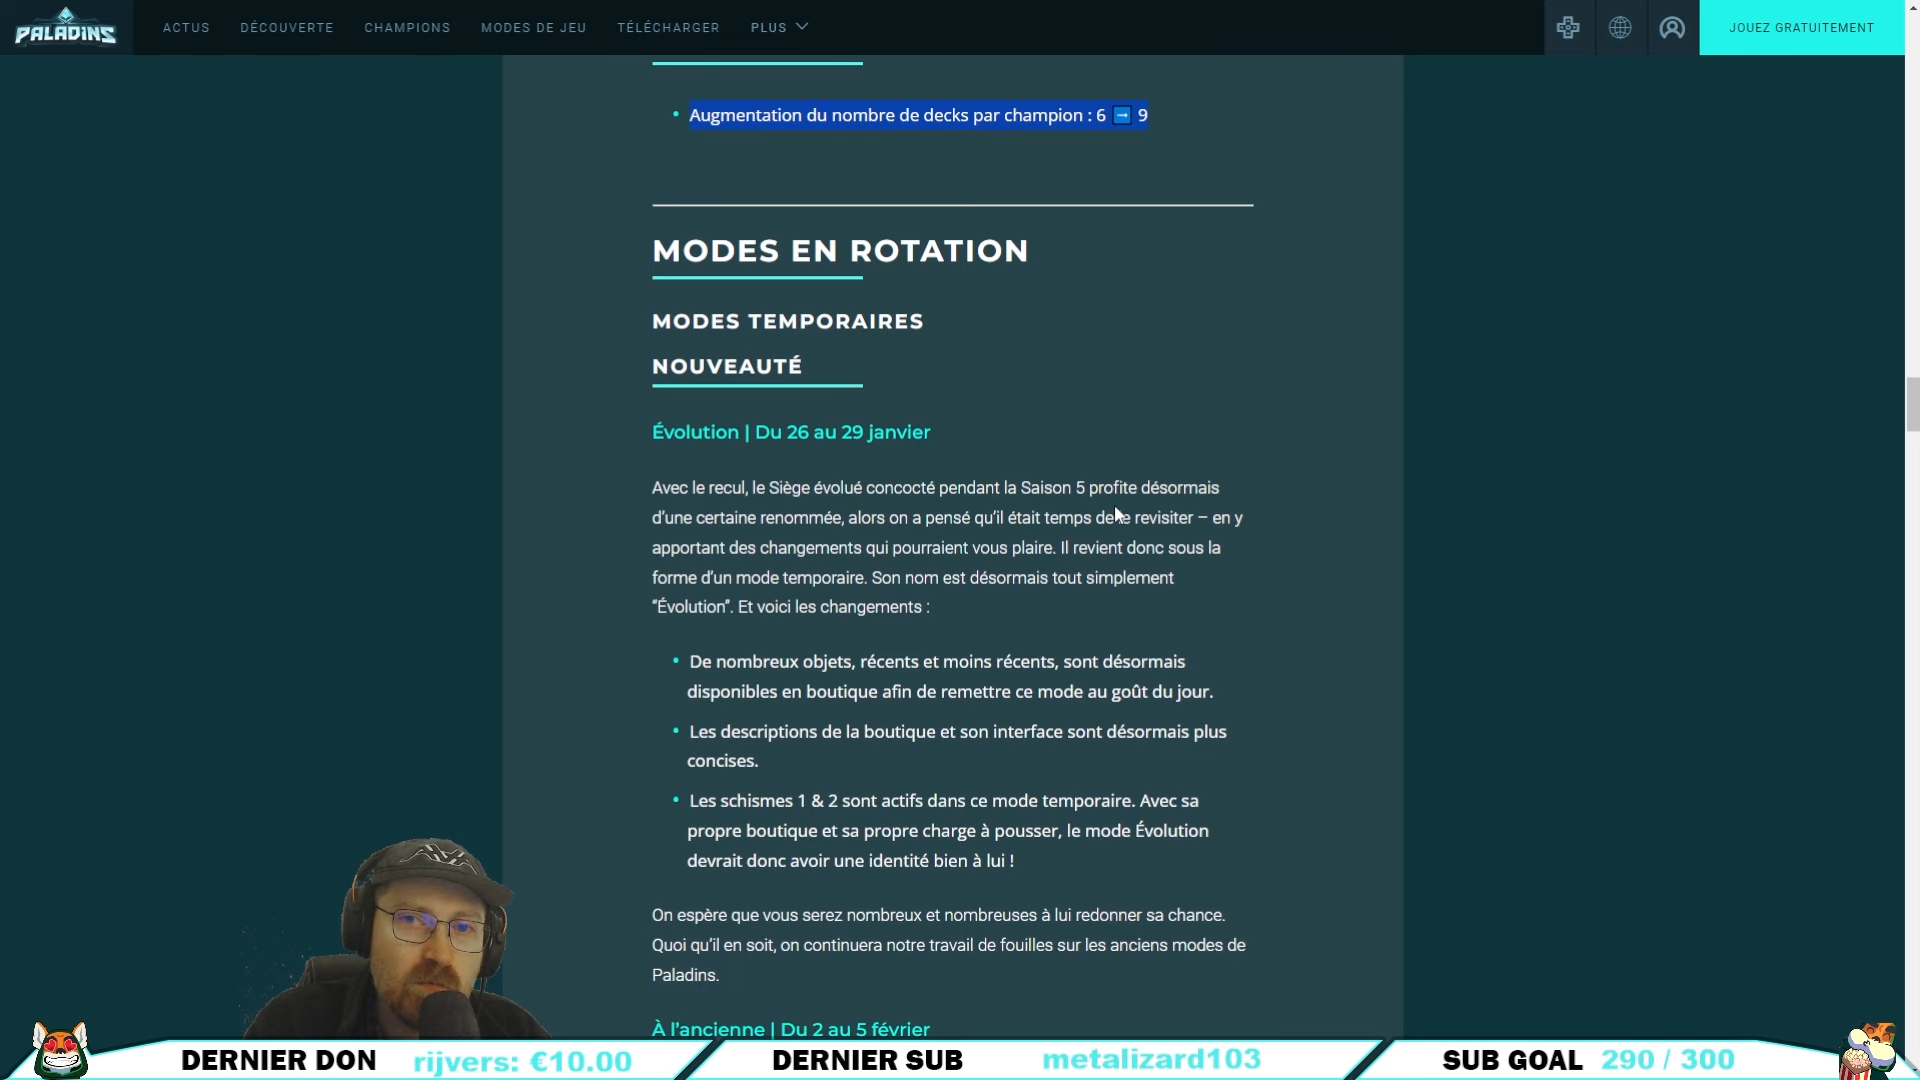 PALADINS
ACTUS
DÉCOUVERTE
CHAMPIONS
MODES DE JEU
TÉLÉCHARGER
PLUS
JOUEZ GRATUITEMENT
• Augmentation du nombre de decks par champion : 6 ➡ 9
MODES EN ROTATION
MODES TEMPORAIRES
NOUVEAUTÉ
Évolution | Du 26 au 29 janvier
Avec le recul, le Siège évolué concocté pendant la Saison 5 profite désormais
d’une certaine renommée, alors on a pensé qu’il était temps de le revisiter – en y
apportant des changements qui pourraient vous plaire. Il revient donc sous la
forme d’un mode temporaire. Son nom est désormais tout simplement
“Évolution”. Et voici les changements :
• De nombreux objets, récents et moins récents, sont désormais
disponibles en boutique afin de remettre ce mode au goût du jour.
• Les descriptions de la boutique et son interface sont désormais plus
concises.
• Les schismes 1 & 2 sont actifs dans ce mode temporaire. Avec sa
propre boutique et sa propre charge à pousser, le mode Évolution
devrait donc avoir une identité bien à lui !
On espère que vous serez nombreux et nombreuses à lui redonner sa chance.
Quoi qu’il en soit, on continuera notre travail de fouilles sur les anciens modes de
Paladins.
À l’ancienne | Du 2 au 5 février
DERNIER DON rijvers: €10.00
DERNIER SUB metalizard103
SUB GOAL 290 / 300